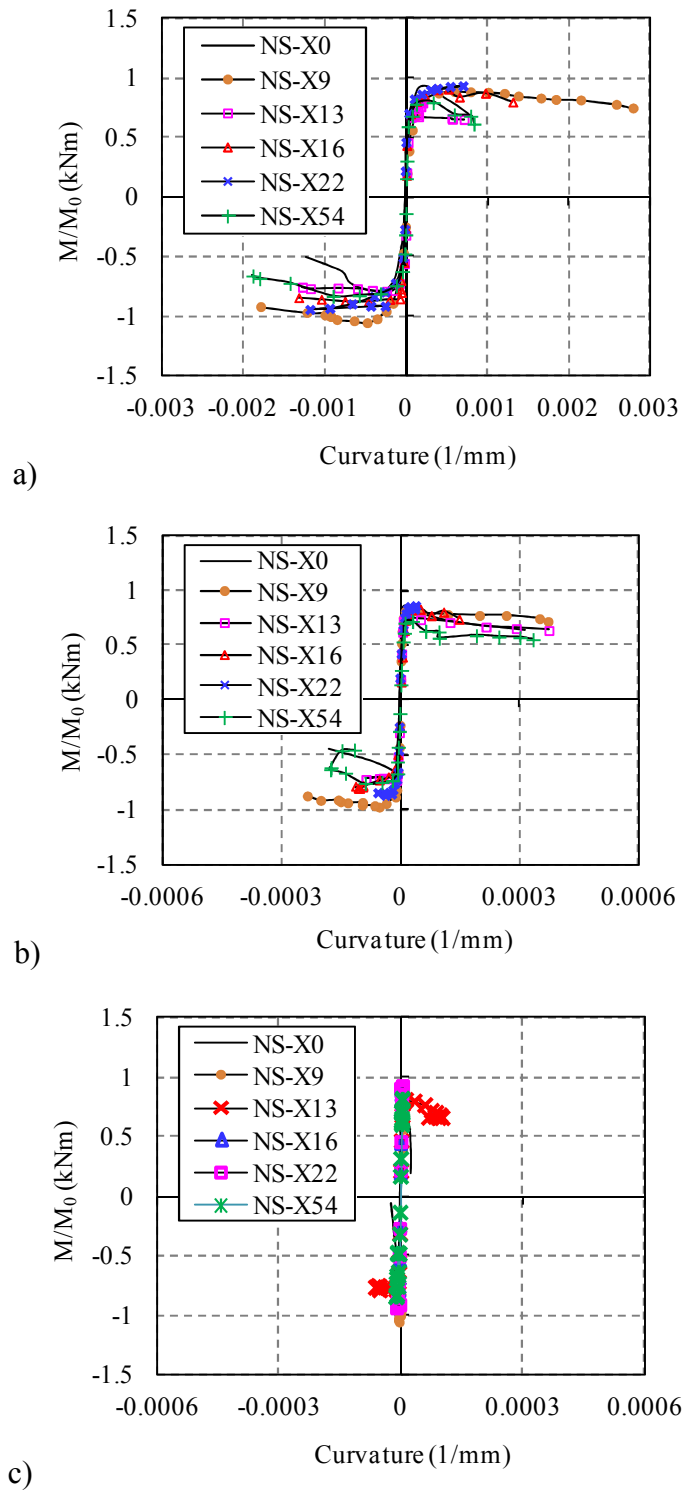 1.5
1
0.5
0
-0.5
-1
-1.5
M/M0 (kNm)
NS-X0
NS-X9
NS-X13
NS-X16
NS-X22
NS-X54
-0.003 -0.002 -0.001 0 0.001 0.002 0.003
Curvature (1/mm)
a)
1.5
1
0.5
0
-0.5
-1
-1.5
M/M0 (kNm)
NS-X0
NS-X9
NS-X13
NS-X16
NS-X22
NS-X54
-0.0006 -0.0003 0 0.0003 0.0006
Curvature (1/mm)
b)
1.5
1
0.5
0
-0.5
-1
-1.5
M/M0 (kNm)
NS-X0
NS-X9
NS-X13
NS-X16
NS-X22
NS-X54
-0.0006 -0.0003 0 0.0003 0.0006
Curvature (1/mm)
c)